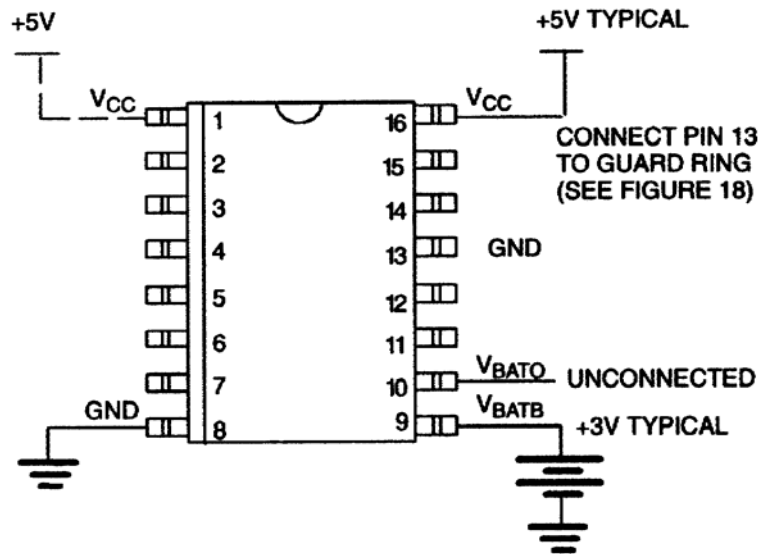 +5V
+5V TYPICAL
VCC
VCC
1
16
CONNECT PIN 13
TO GUARD RING
(SEE FIGURE 18)
2
15
3
14
4
13
GND
5
12
6
11
7
10
VBATO
UNCONNECTED
GND
8
9
VBATB
+3V TYPICAL